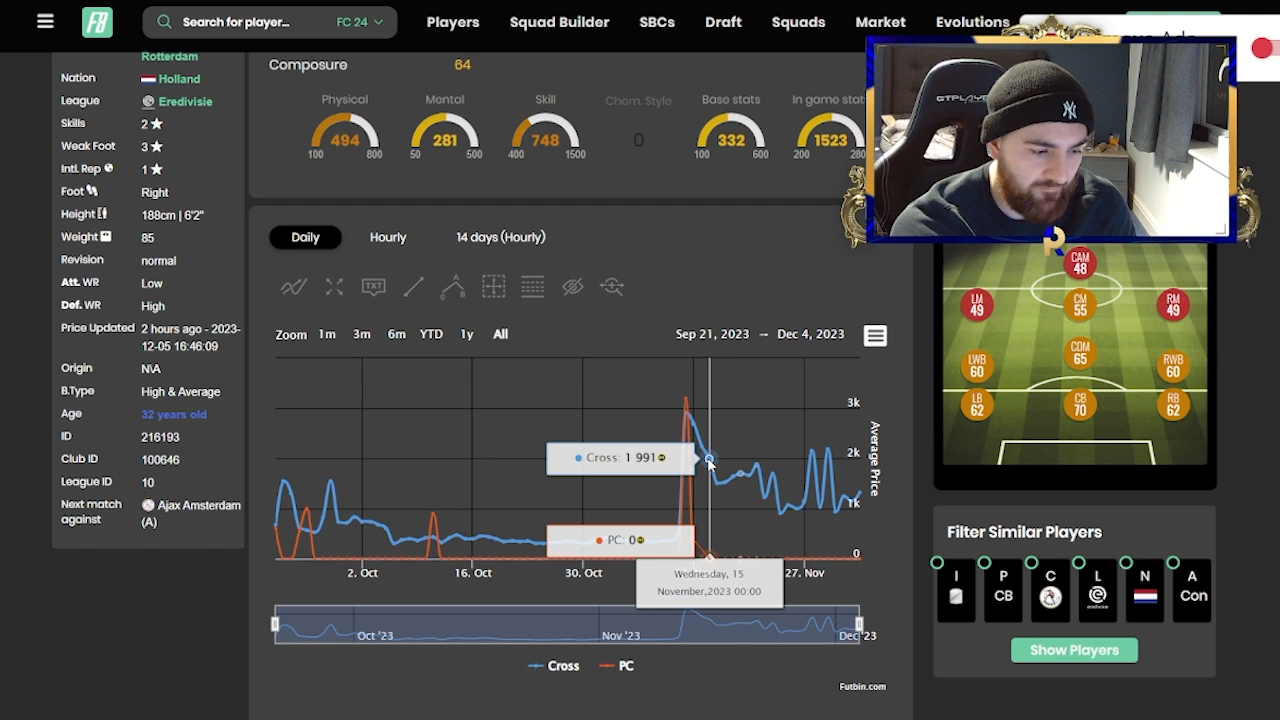 Search for player...
FC 24
Players
Squad Builder
SBCs
Draft
Squads
Market
Evolutions
Rotterdam
Nation
Holland
League
Eredivisie
Skills
2★
Weak Foot
3★
Intl. Rep
1★
Foot
Right
Height
188cm | 6'2"
Weight
85
Revision
normal
Att. WR
Low
Def. WR
High
Price Updated
2 hours ago - 2023-
12-05 16:46:09
Origin
N\A
B.Type
High & Average
Age
32 years old
ID
216193
Club ID
100646
League ID
10
Next match
against
Ajax Amsterdam
(A)
Composure
64
Physical
494
100
800
Mental
281
50
500
Skill
748
400
1500
Chem. Style
0
Base stats
332
100
600
In game stat
1523
200
280
GTPLAYER
Daily
Hourly
14 days (Hourly)
TXT
Zoom
1m
3m
6m
YTD
1y
All
Sep 21, 2023 → Dec 4, 2023
3k
2k
1k
0
Average Price
Cross: 1 991
PC: 0
Wednesday, 15
November,2023 00:00
2. Oct
16. Oct
30. Oct
27. Nov
Oct '23
Nov '23
Dec '23
Cross
PC
Futbin.com
CAM
48
LM
49
CM
55
RM
49
CDM
65
LWB
60
RWB
60
LB
62
CB
70
RB
62
Filter Similar Players
I
P
CB
C
L
N
A
Con
Show Players